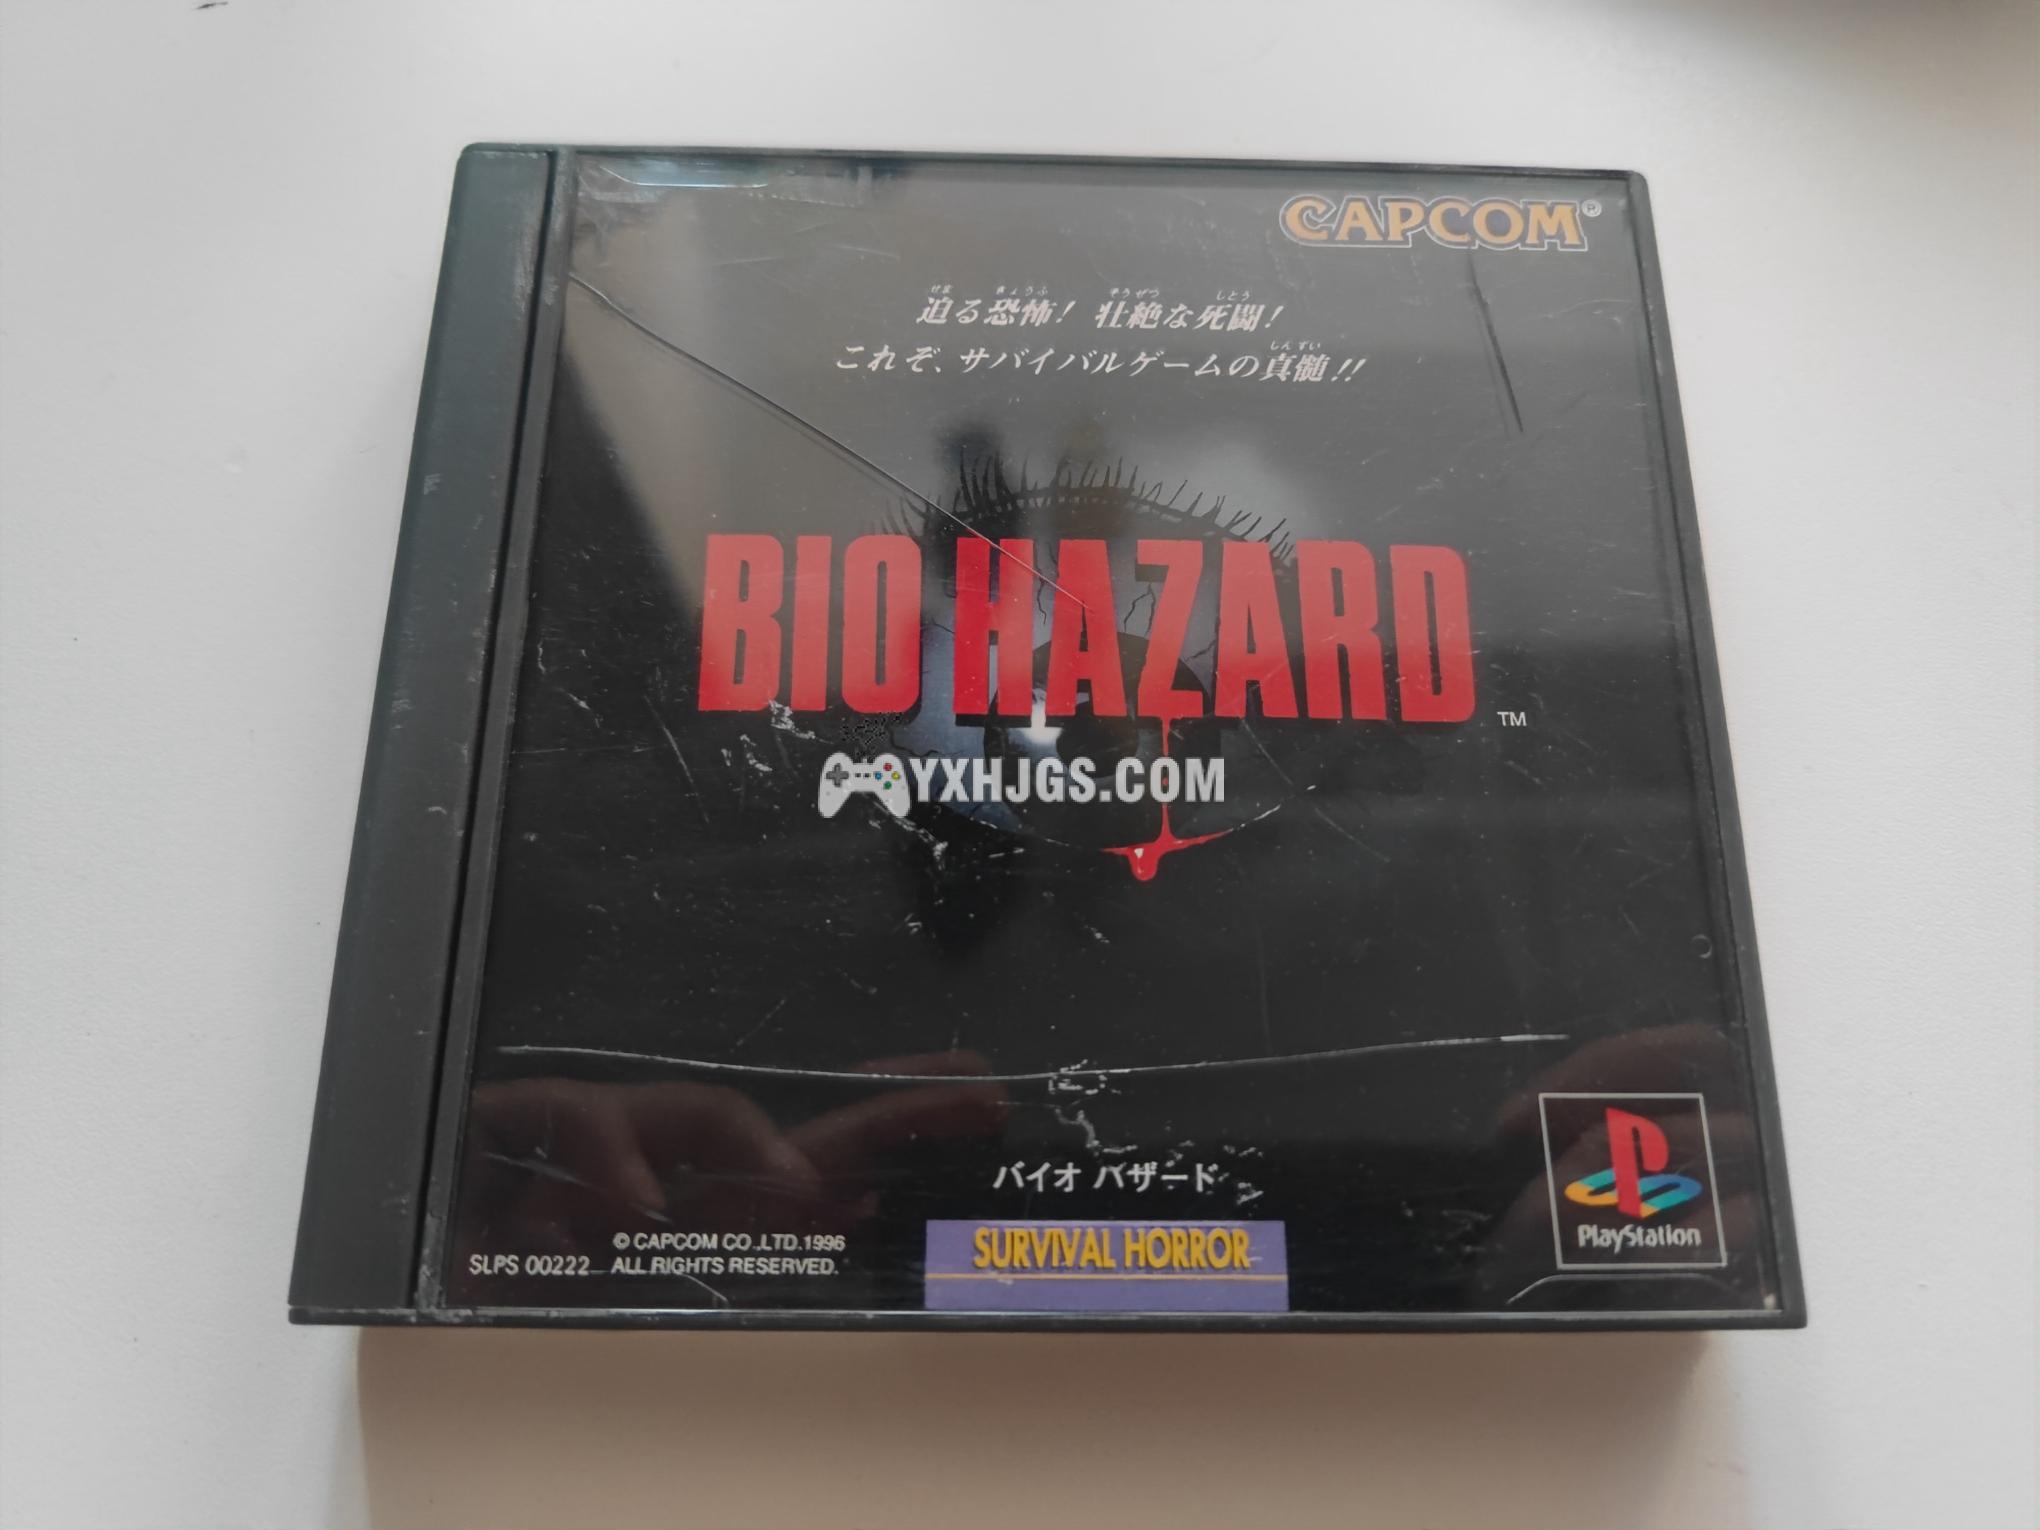 CAPCOM®
迫る恐怖! 壮絶な死闘!
これぞ、サバイバルゲームの真髄!!
BIO HAZARD ™
YXHJGS.COM
バイオ ハザード
© CAPCOM CO.,LTD.1996
SLPS 00222 ALL RIGHTS RESERVED.
SURVIVAL HORROR
PlayStation